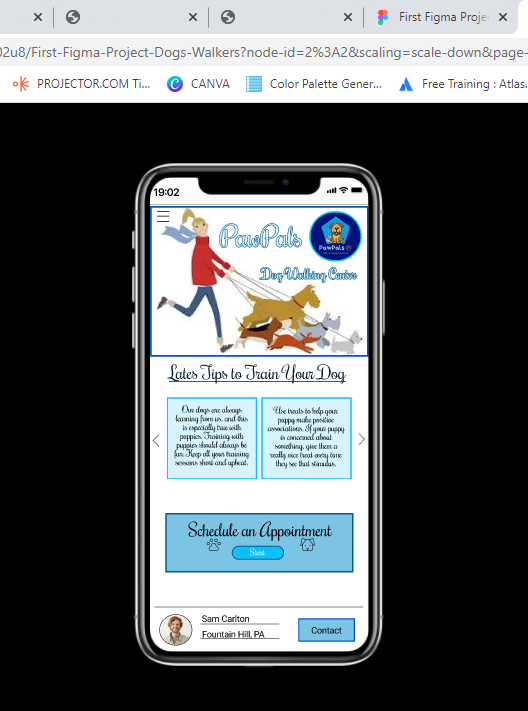 First Figma Proje
02u8/First-Figma-Project-Dogs-Walkers?node-id=2%3A2&scaling=scale-down&page-
PROJECTOR.COM Ti...
CANVA
Color Palette Gener...
Free Training : Atlas.
19:02
PawPals
PawPals
Dog Walking Center
Lates Tips to Train Your Dog
Our dogs are always
learning from us, and this
is especially true with
puppies. Training with
puppies should always be
fun. Keep all your training
sessions short and upbeat.
Use treats to help your
puppy make positive
associations. If your puppy
is concerned about
something, give them a
really nice treat every time
they see that stimulus.
Schedule an Appointment
Start
Sam Carlton
Fountain Hill, PA
Contact